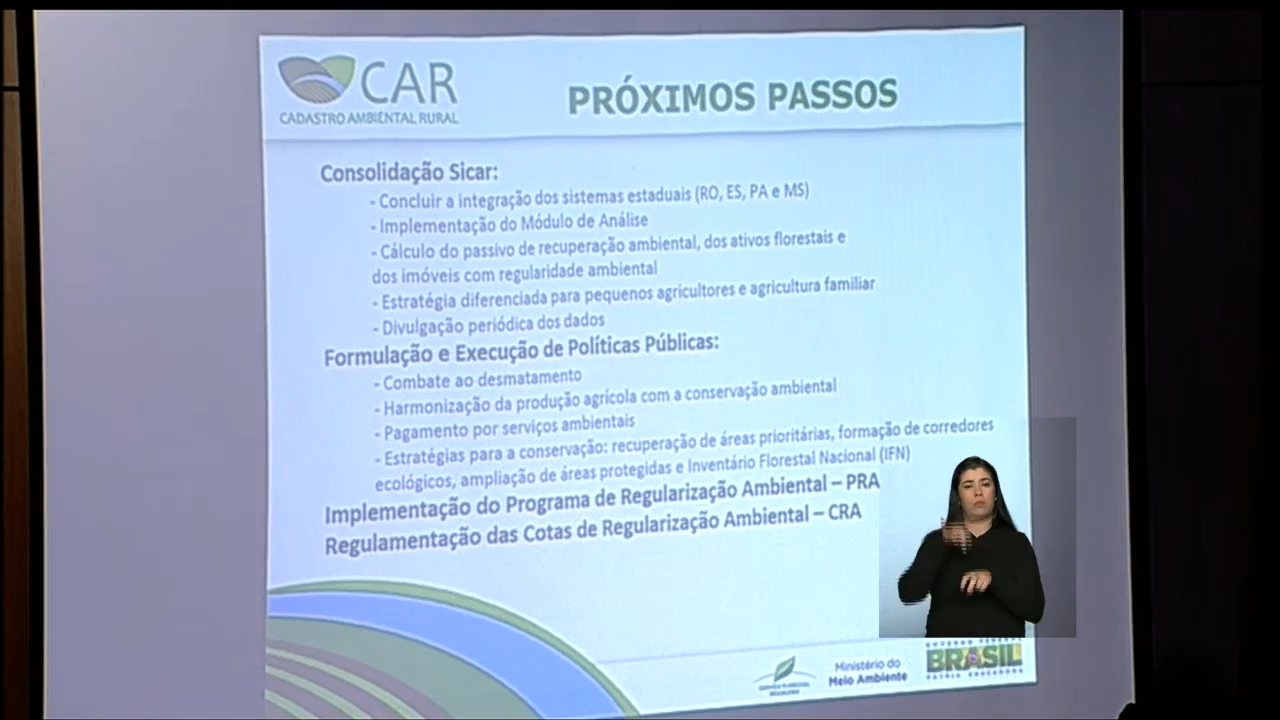 CAR
CADASTRO AMBIENTAL RURAL
PRÓXIMOS PASSOS
Consolidação Sicar:
- Concluir a integração dos sistemas estaduais (RO, ES, PA e MS)
- Implementação do Módulo de Análise
- Cálculo do passivo de recuperação ambiental, dos ativos florestais e
dos imóveis com regularidade ambiental
- Estratégia diferenciada para pequenos agricultores e agricultura familiar
- Divulgação periódica dos dados
Formulação e Execução de Políticas Públicas:
- Combate ao desmatamento
- Harmonização da produção agrícola com a conservação ambiental
- Pagamento por serviços ambientais
- Estratégias para a conservação: recuperação de áreas prioritárias, formação de corredores
ecológicos, ampliação de áreas protegidas e Inventário Florestal Nacional (IFN)
Implementação do Programa de Regularização Ambiental – PRA
Regulamentação das Cotas de Regularização Ambiental – CRA
SERVIÇO FLORESTAL
BRASILEIRO
Ministério do
Meio Ambiente
GOVERNO FEDERAL
BRASIL
PÁTRIA EDUCADORA